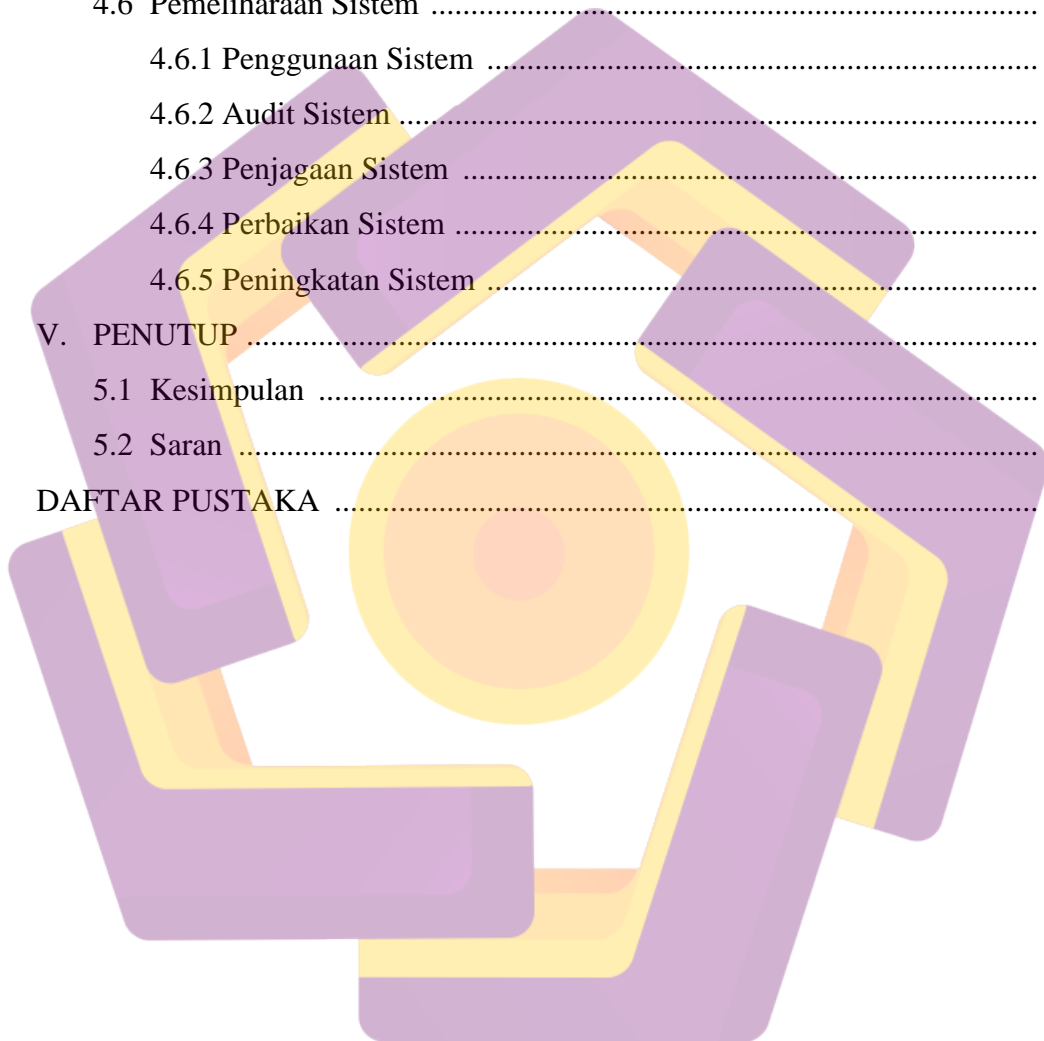 4.6 Pemeliharaan Sistem ........................................................................
4.6.1 Penggunaan Sistem ..................................................................
4.6.2 Audit Sistem ............................................................................
4.6.3 Penjagaan Sistem .....................................................................
4.6.4 Perbaikan Sistem ......................................................................
4.6.5 Peningkatan Sistem ..................................................................
V. PENUTUP ...............................................................................................
5.1 Kesimpulan ......................................................................................
5.2 Saran ................................................................................................
DAFTAR PUSTAKA ....................................................................................